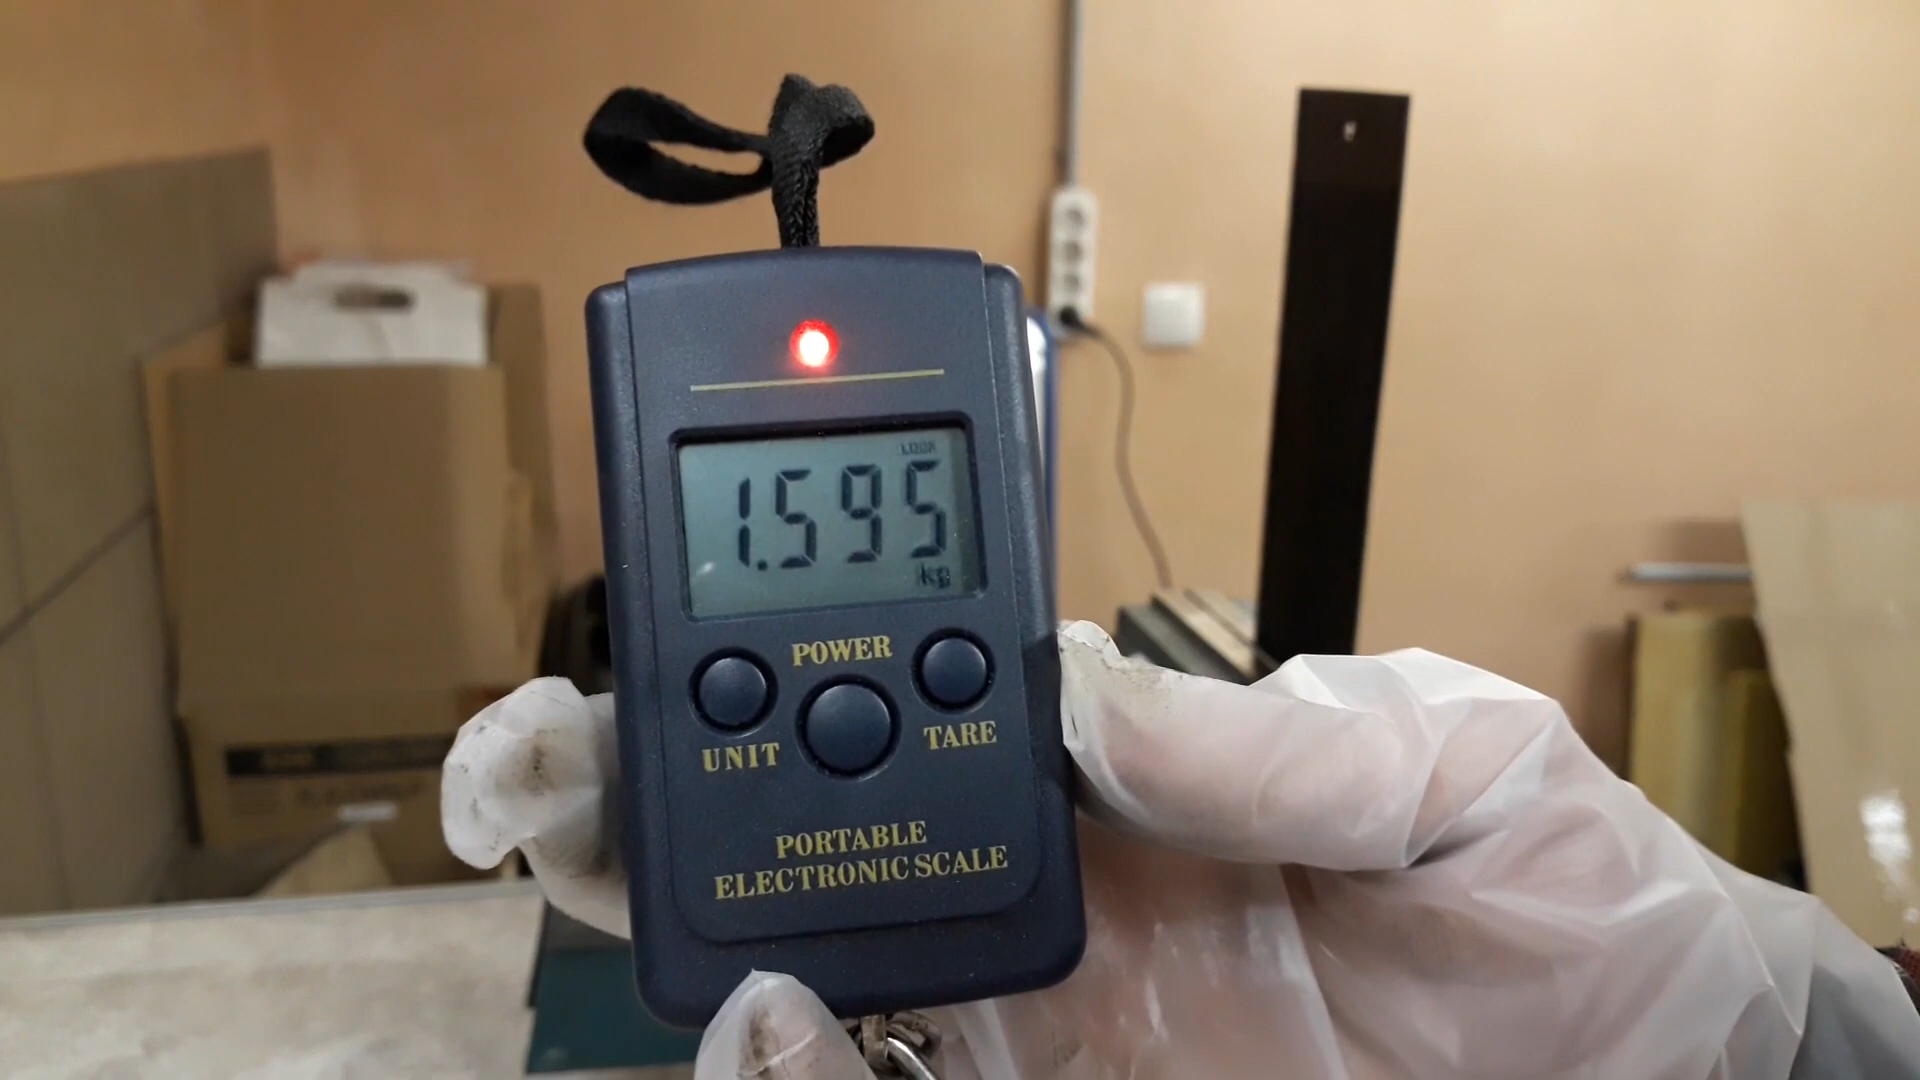 LOCK
1.595
kg
POWER
UNIT
TARE
PORTABLE
ELECTRONIC SCALE